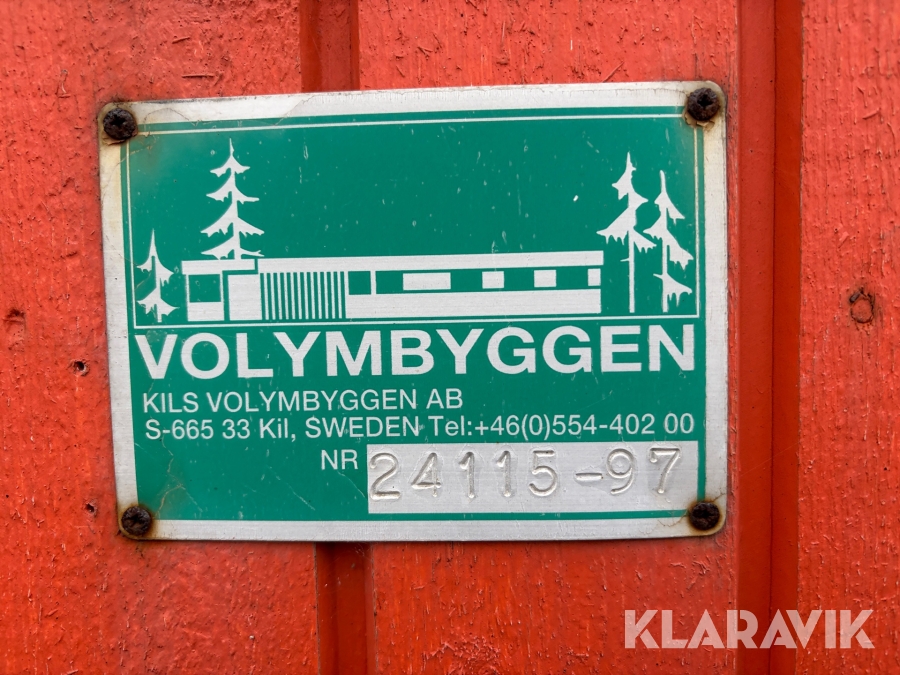 VOLYMBYGGEN
KILS VOLYMBYGGEN AB
S-665 33 Kil, SWEDEN Tel:+46(0)554-402 00
NR 24115-97
KLARAVIK